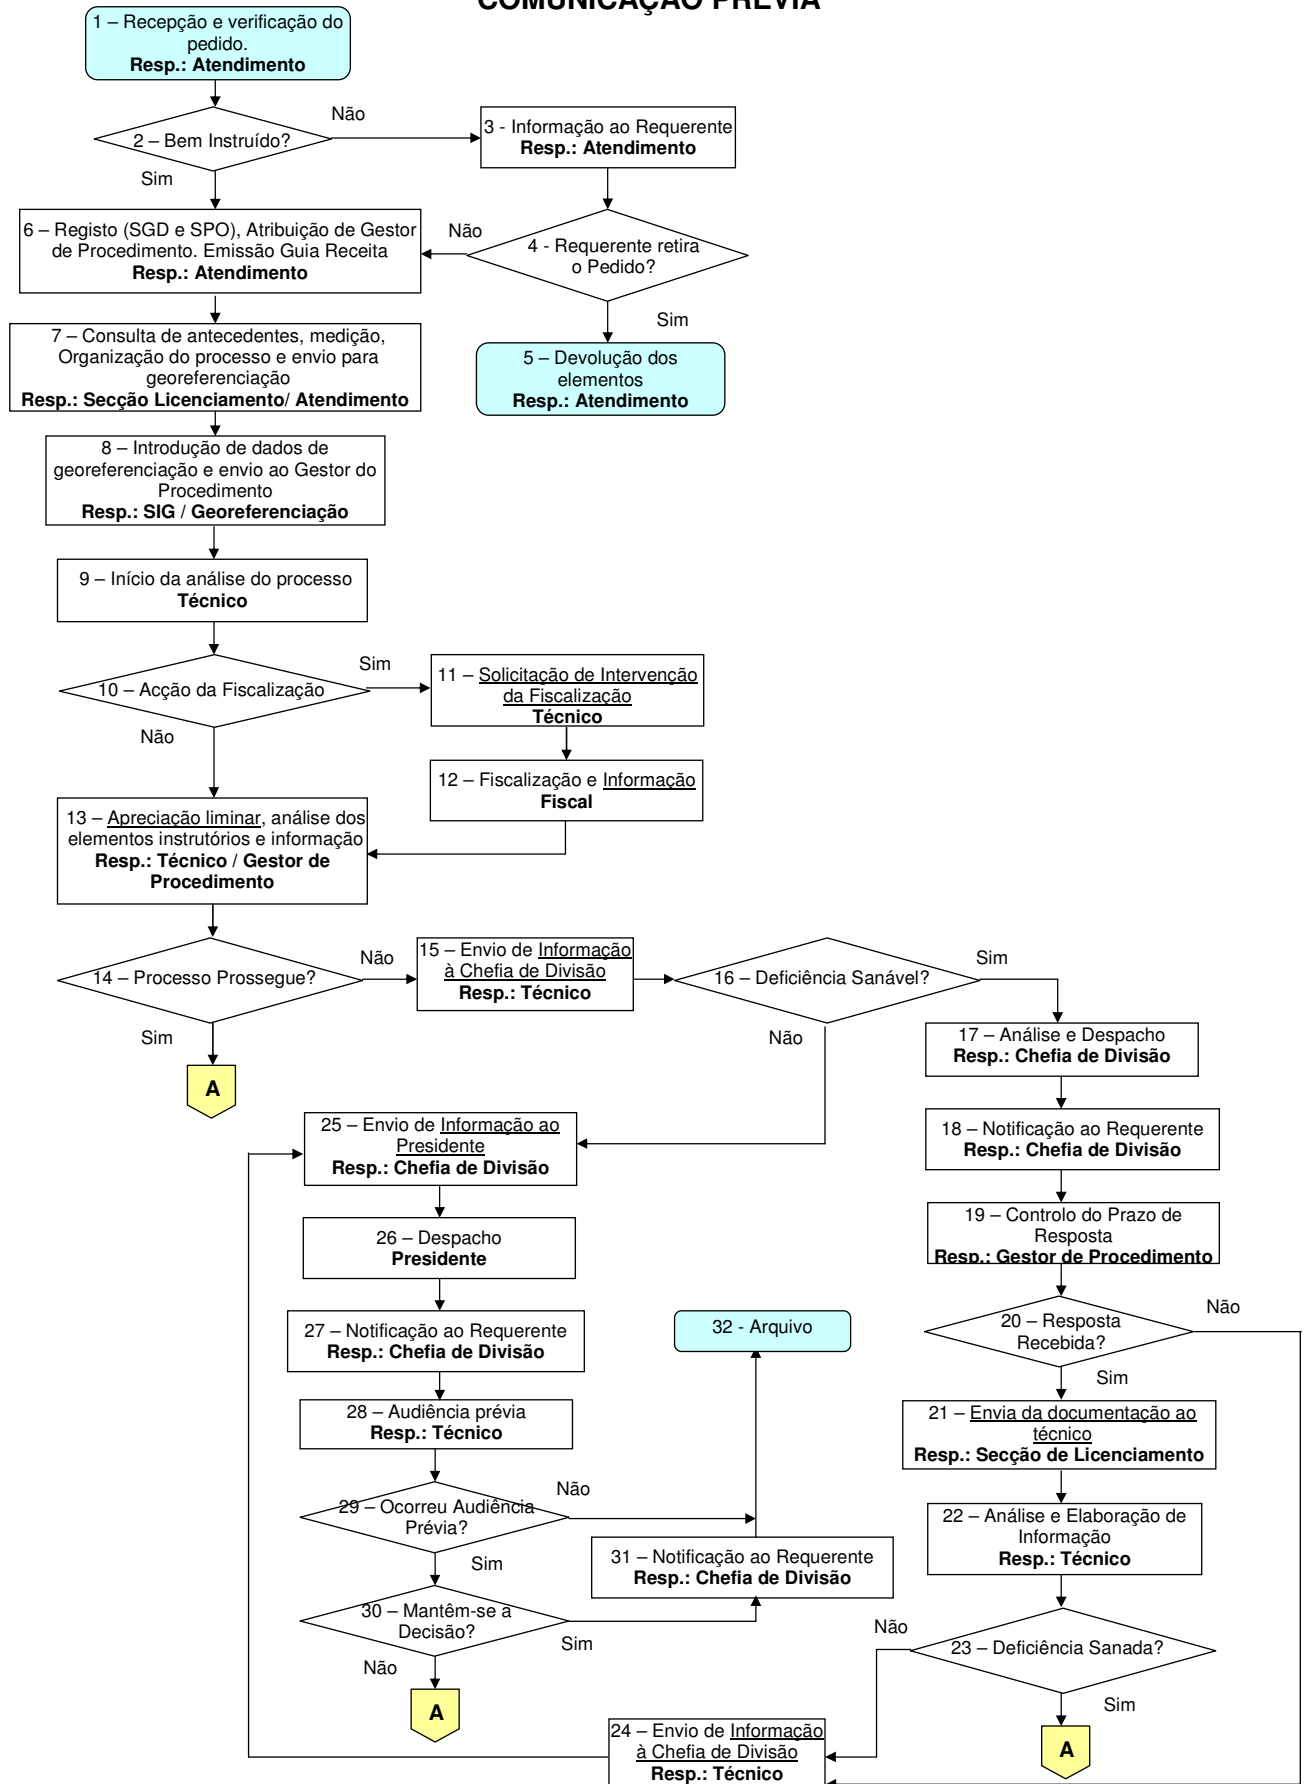 COMUNICAÇÃO PRÉVIA
1 – Recepção e verificação do
pedido.
Resp.: Atendimento
Não
2 – Bem Instruído?
3 - Informação ao Requerente
Resp.: Atendimento
Sim
6 – Registo (SGD e SPO), Atribuição de Gestor
de Procedimento. Emissão Guia Receita
Resp.: Atendimento
Não
4 - Requerente retira
o Pedido?
Sim
7 – Consulta de antecedentes, medição,
Organização do processo e envio para
georeferenciação
Resp.: Secção Licenciamento/ Atendimento
5 – Devolução dos
elementos
Resp.: Atendimento
8 – Introdução de dados de
georeferenciação e envio ao Gestor do
Procedimento
Resp.: SIG / Georeferenciação
9 – Início da análise do processo
Técnico
Sim
10 – Acção da Fiscalização
11 – Solicitação de Intervenção
da Fiscalização
Técnico
Não
12 – Fiscalização e Informação
Fiscal
13 – Apreciação liminar, análise dos
elementos instrutórios e informação
Resp.: Técnico / Gestor de
Procedimento
14 – Processo Prossegue?
Não
15 – Envio de Informação
à Chefia de Divisão
Resp.: Técnico
16 – Deficiência Sanável?
Sim
Sim
A
Não
17 – Análise e Despacho
Resp.: Chefia de Divisão
25 – Envio de Informação ao
Presidente
Resp.: Chefia de Divisão
18 – Notificação ao Requerente
Resp.: Chefia de Divisão
26 – Despacho
Presidente
19 – Controlo do Prazo de
Resposta
Resp.: Gestor de Procedimento
27 – Notificação ao Requerente
Resp.: Chefia de Divisão
32 - Arquivo
20 – Resposta
Recebida?
Não
Sim
28 – Audiência prévia
Resp.: Técnico
21 – Envia da documentação ao
técnico
Resp.: Secção de Licenciamento
29 – Ocorreu Audiência
Prévia?
Não
Sim
22 – Análise e Elaboração de
Informação
Resp.: Técnico
31 – Notificação ao Requerente
Resp.: Chefia de Divisão
30 – Mantêm-se a
Decisão?
Sim
Não
A
Não
23 – Deficiência Sanada?
Sim
A
24 – Envio de Informação
à Chefia de Divisão
Resp.: Técnico